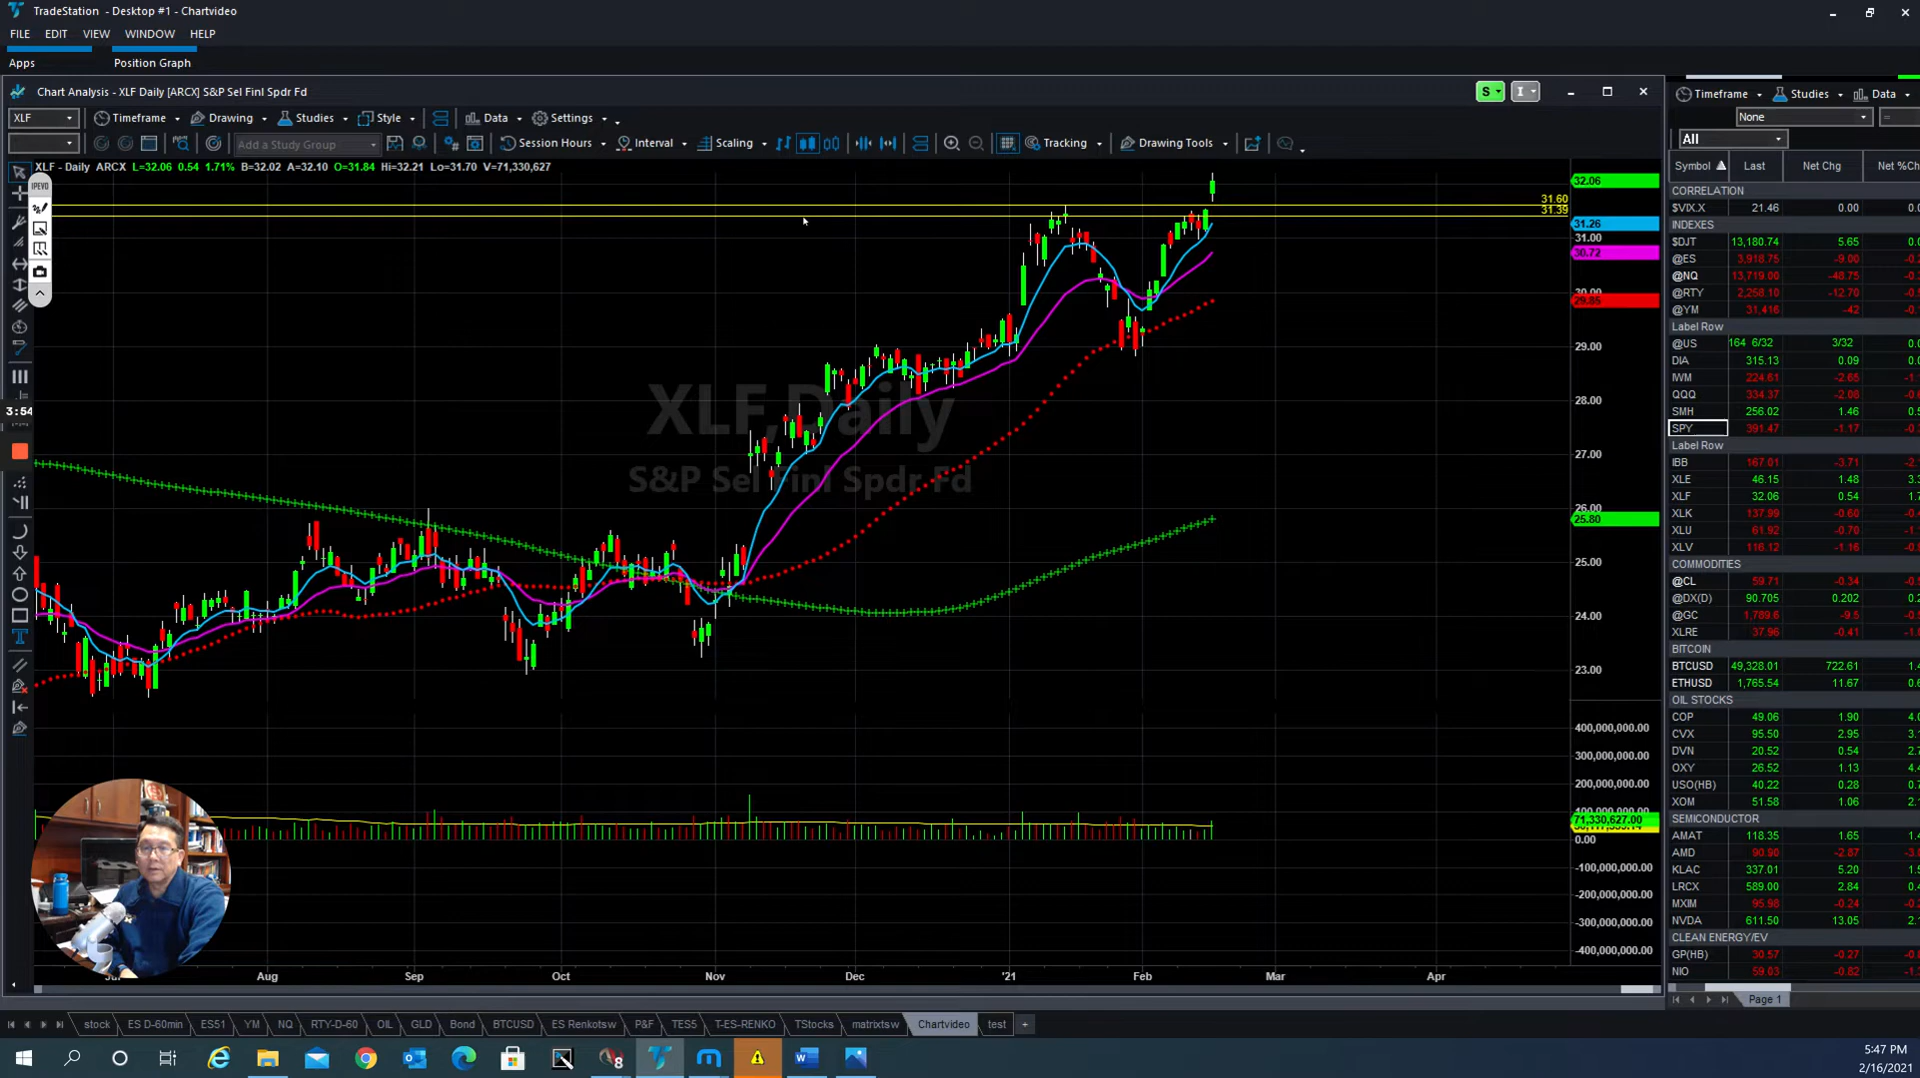 TradeStation - Desktop #1 - Chartvideo
FILE EDIT VIEW WINDOW HELP
Apps Position Graph
Chart Analysis - XLF Daily [ARCX] S&P Sel Finl Spdr Fd
S I
XLF Timeframe Drawing Studies Style Data Settings
Add a Study Group Session Hours Interval Scaling Tracking Drawing Tools
XLF - Daily ARCX L=32.06 0.54 1.71% B=32.02 A=32.10 O=31.84 Hi=32.21 Lo=31.70 V=71,330,627
IPEVO
3:54
XLF,Daily
S&P Sel Finl Spdr Fd
31.60
31.39
32.06
31.26
31.00
30.72
30.00
29.85
29.00
28.00
27.00
26.00
25.80
25.00
24.00
23.00
400,000,000.00
300,000,000.00
200,000,000.00
100,000,000.00
71,330,627.00
0.00
-100,000,000.00
-200,000,000.00
-300,000,000.00
-400,000,000.00
Aug Sep Oct Nov Dec '21 Feb Mar Apr
Timeframe Studies Data
None
All
Symbol Last Net Chg Net %Ch
CORRELATION
$VIX.X 21.46 0.00 0.
INDEXES
$DJT 13,180.74 5.65 0.
@ES 3,918.75 -9.00
@NQ 13,719.00 -48.75
@RTY 2,258.10 -12.70
@YM 31,416 -42
Label Row
@US 164 6/32 3/32
DIA 315.13 0.09
IWM 224.61 -2.65
QQQ 334.37 -2.08
SMH 256.02 1.46
SPY 391.47 -1.17
Label Row
IBB 167.01 -3.71
XLE 46.15 1.48
XLF 32.06 0.54
XLK 137.99 -0.60
XLU 61.92 -0.70
XLV 116.12 -1.16
COMMODITIES
@CL 59.71 -0.34
@DX(D) 90.705 0.202
@GC 1,789.6 -9.5
XLRE 37.96 -0.41
BITCOIN
BTCUSD 49,328.01 722.61
ETHUSD 1,765.54 11.67
OIL STOCKS
COP 49.06 1.90
CVX 95.50 2.95
DVN 20.52 0.54
OXY 26.52 1.13
USO(HB) 40.22 0.28
XOM 51.58 1.06
SEMICONDUCTOR
AMAT 118.35 1.65
AMD 90.90 -2.87
KLAC 337.01 5.20
LRCX 589.00 2.84
MXIM 95.98 -0.24
NVDA 611.50 13.05
CLEAN ENERGY/EV
GP(HB) 30.57 -0.27
NIO 59.03 -0.82
Page 1
stock ES D-60min ES51 YM NQ RTY-D-60 OIL GLD Bond BTCUSD ES Renkotsw P&F TES5 T-ES-RENKO TStocks matrixtsw Chartvideo test +
5:47 PM
2/16/2021